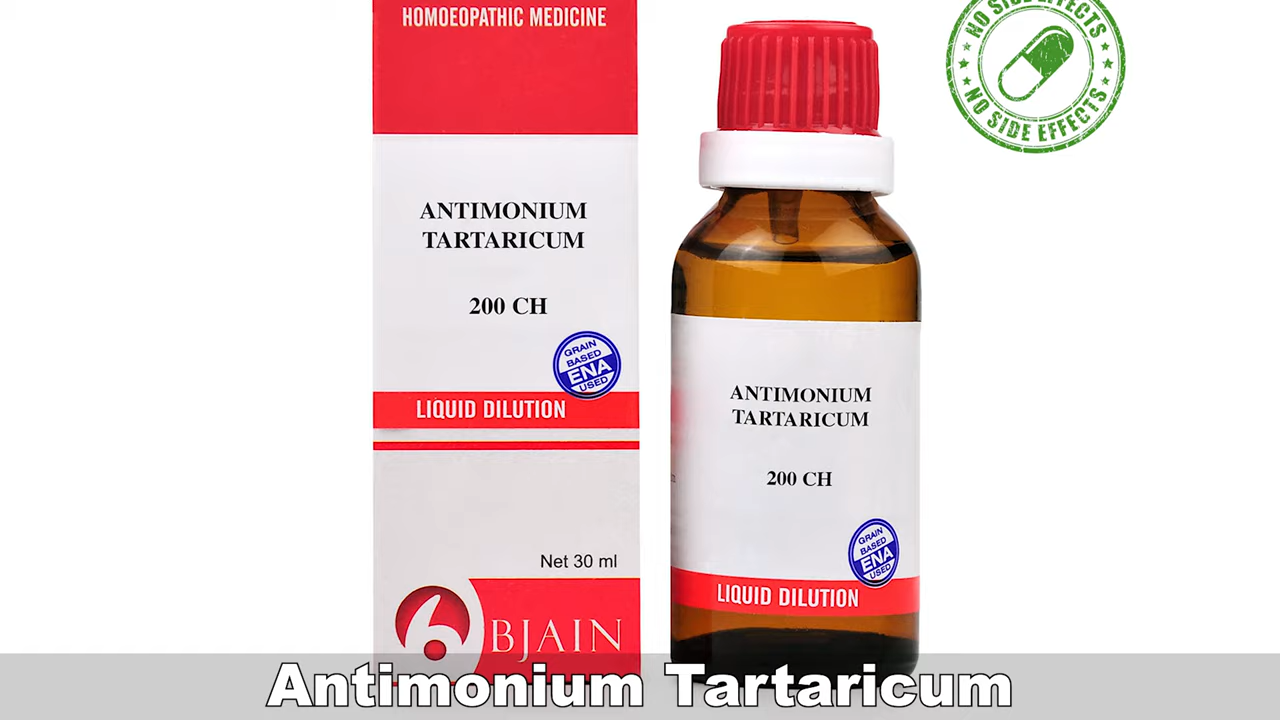 HOMOEOPATHIC MEDICINE
ANTIMONIUM
TARTARICUM
200 CH
GRAIN
BASED
ENA
USED
LIQUID DILUTION
Net 30 ml
BJAIN
ANTIMONIUM
TARTARICUM
200 CH
GRAIN
BASED
ENA
USED
LIQUID DILUTION
NO SIDE EFFECTS
NO SIDE EFFECTS
Antimonium Tartaricum